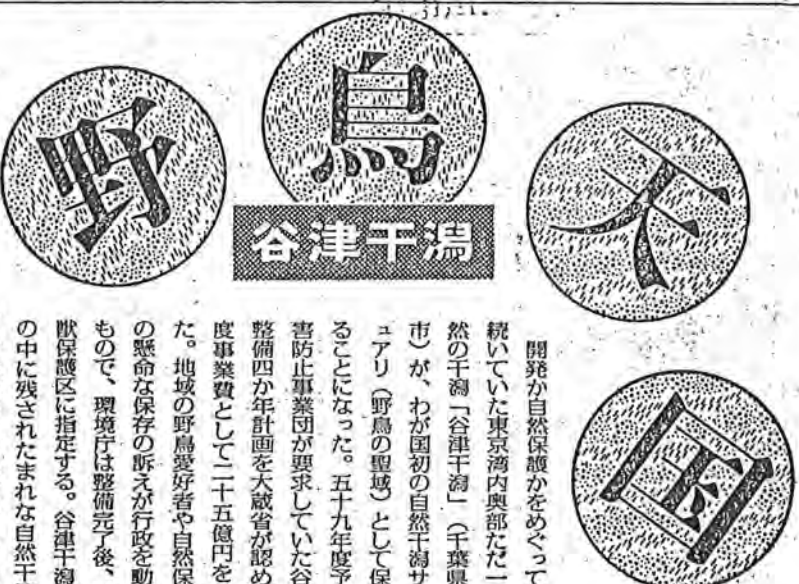 野鳥天国
谷津干潟
開発か自然保護かをめぐって
続いていた東京湾内奥部ただ一
然の干潟「谷津干潟」（千葉県
市）が、わが国初の自然干潟サ
ュアリ（野鳥の聖域）として保
ることになった。五十九年度予
害防止事業団が要求していた谷
整備四か年計画を大蔵省が認め
度事業費として二十五億円を
た。地域の野鳥愛好者や自然保
の懸命な保存の訴えが行政を動
もので、環境庁は整備完了後、
獣保護区に指定する。谷津干潟
の中に残されたまれな自然干